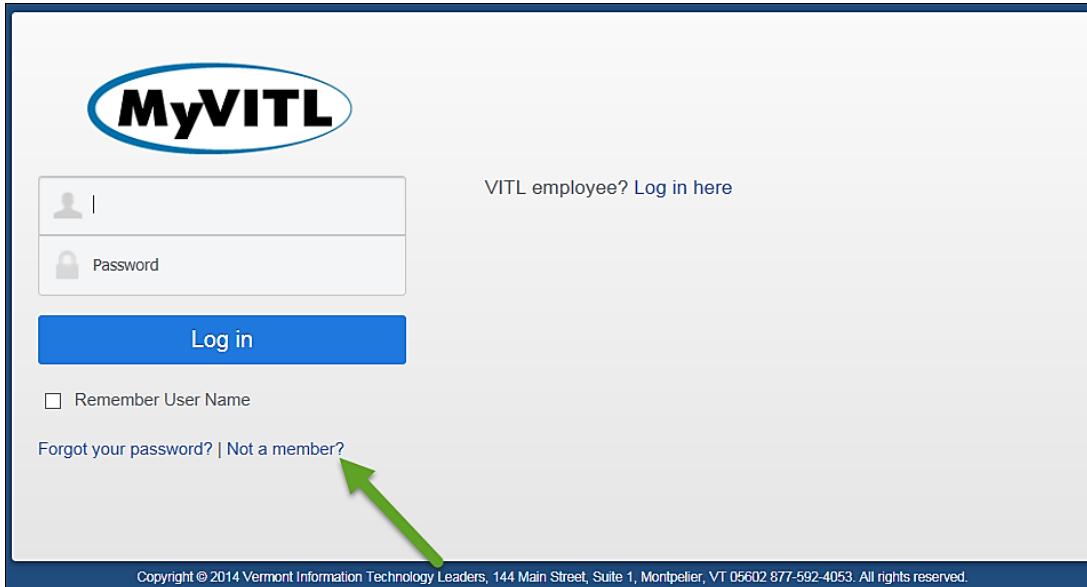 MyVITL
VITL employee? Log in here
Password
Log in
Remember User Name
Forgot your password? | Not a member?
Copyright © 2014 Vermont Information Technology Leaders, 144 Main Street, Suite 1, Montpelier, VT 05602 877-592-4053. All rights reserved.